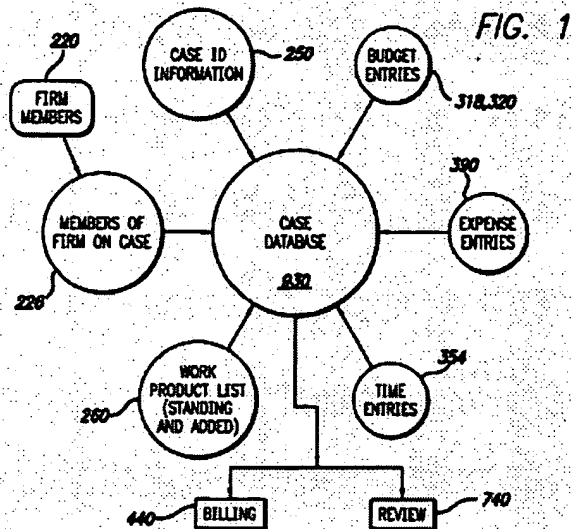 FIG. 1
220
FIRM
MEMBERS
CASE ID
INFORMATION
250
BUDGET
ENTRIES
318,320
MEMBERS OF
FIRM ON CASE
226
CASE
DATABASE
930
390
EXPENSE
ENTRIES
WORK
PRODUCT LIST
(STANDING
AND ADDED)
260
354
TIME
ENTRIES
440
BILLING
REVIEW
740